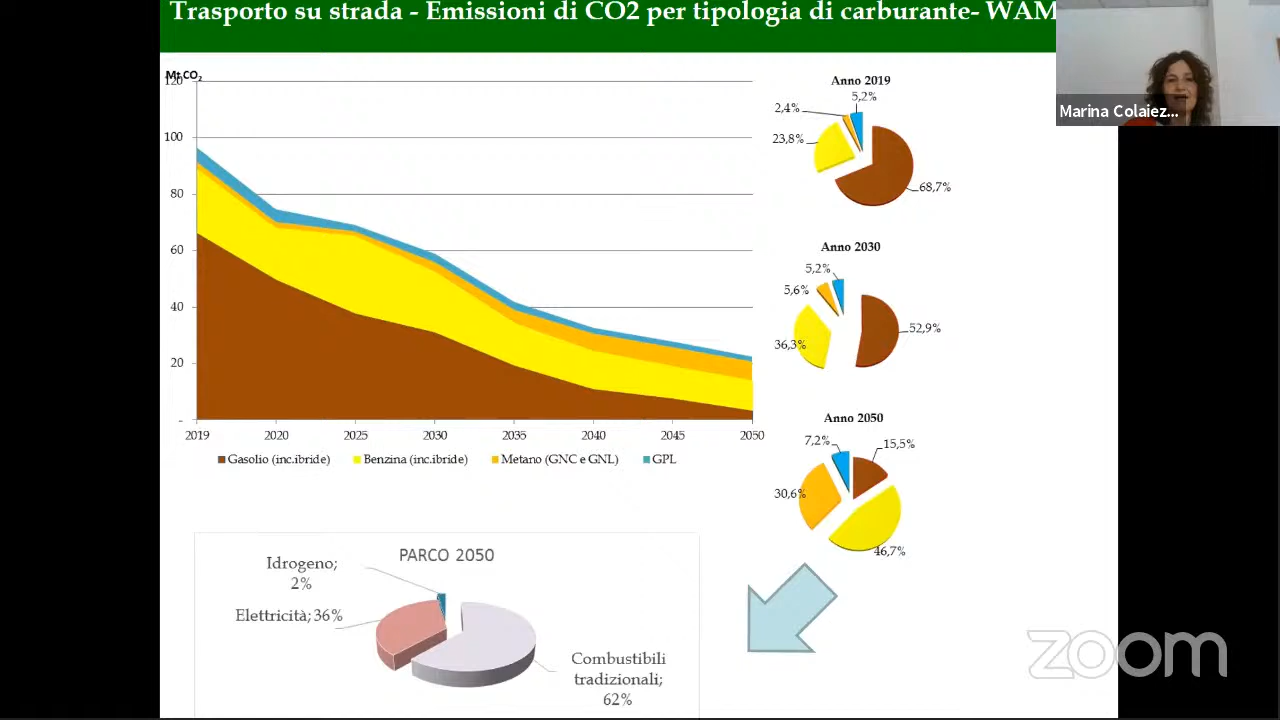 Trasporto su strada - Emissioni di CO2 per tipologia di carburante- WAM
Marina Colaiez...
Mt CO2
120
100
80
60
40
20
-
2019 2020 2025 2030 2035 2040 2045 2050
Gasolio (inc.ibride) Benzina (inc.ibride) Metano (GNC e GNL) GPL
Anno 2019
5,2%
2,4%
23,8%
68,7%
Anno 2030
5,2%
5,6%
52,9%
36,3%
Anno 2050
7,2%
15,5%
30,6%
46,7%
PARCO 2050
Idrogeno;
2%
Elettricità; 36%
Combustibili
tradizionali;
62%
zoom